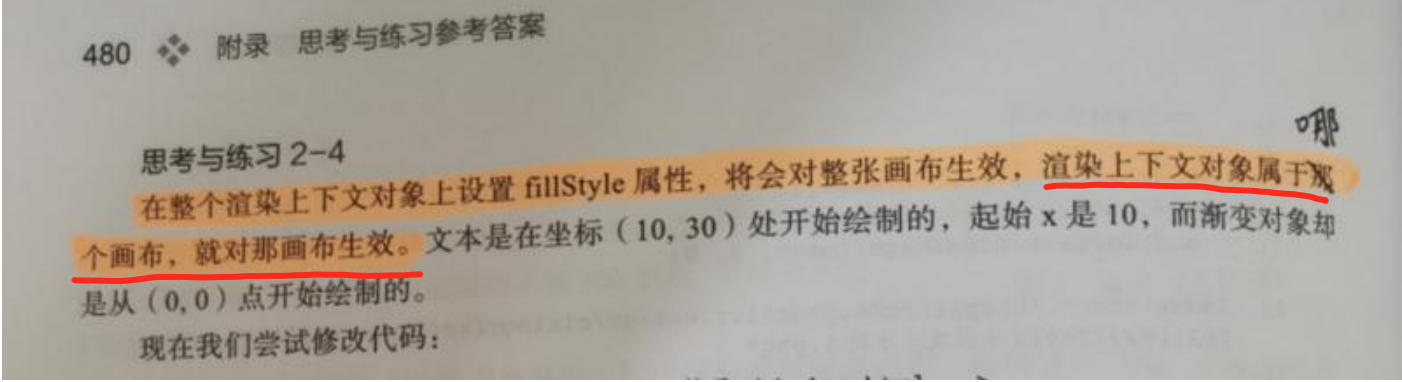 480 附录 思考与练习参考答案
哪
思考与练习 2-4
在整个渲染上下文对象上设置 fillStyle 属性，将会对整张画布生效，渲染上下文对象属于那
个画布，就对那画布生效。文本是在坐标（10, 30）处开始绘制的，起始 x 是 10，而渐变对象却
是从（0, 0）点开始绘制的。
现在我们尝试修改代码：